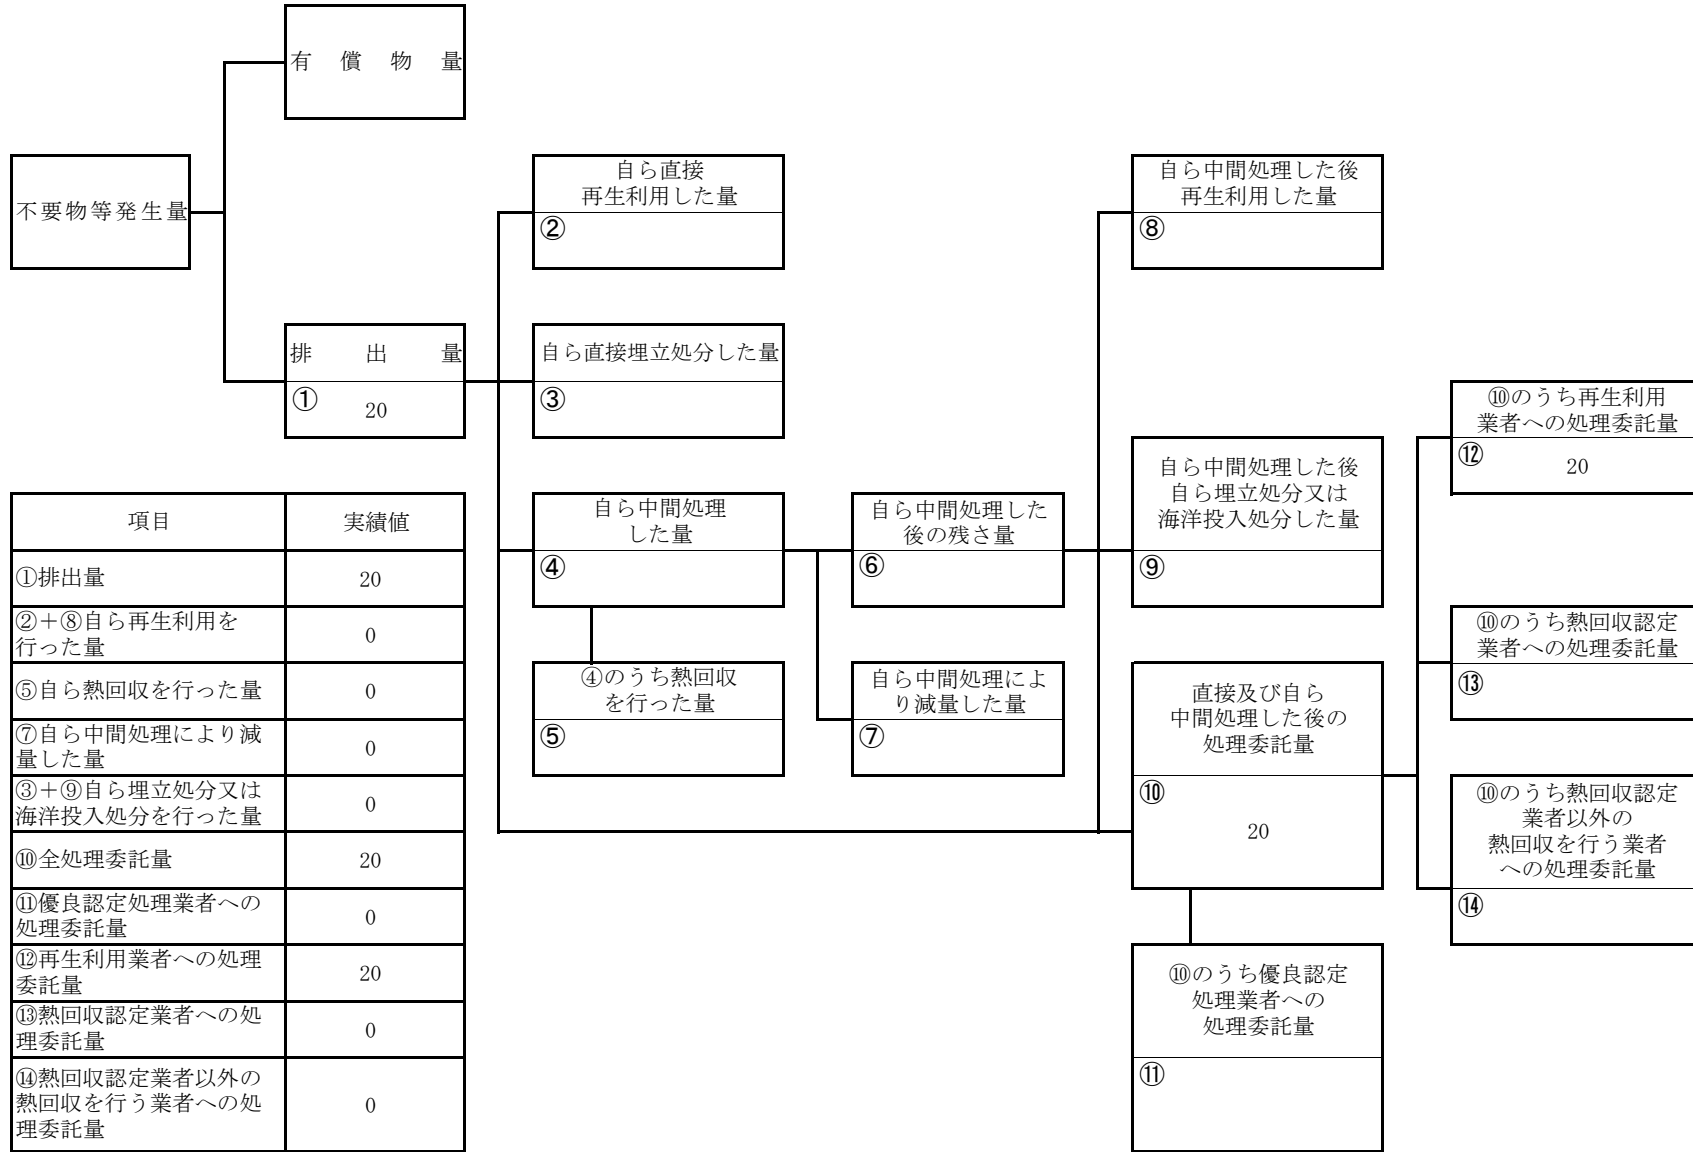 有償物量
不要物等発生量
自ら直接
再生利用した量
②
自ら中間処理した後
再生利用した量
⑧
排出量
① 20
自ら直接埋立処分した量
③
⑩のうち再生利用
業者への処理委託量
⑫ 20
自ら中間処理
した量
④
自ら中間処理した
後の残さ量
⑥
自ら中間処理した後
自ら埋立処分又は
海洋投入処分した量
⑨
⑩のうち熱回収認定
業者への処理委託量
⑬
④のうち熱回収
を行った量
⑤
自ら中間処理によ
り減量した量
⑦
直接及び自ら
中間処理した後の
処理委託量
⑩
20
⑩のうち熱回収認定
業者以外の
熱回収を行う業者
への処理委託量
⑭
⑩のうち優良認定
処理業者への
処理委託量
⑪
項目 実績値
①排出量 20
②＋⑧自ら再生利用を
行った量 0
⑤自ら熱回収を行った量 0
⑦自ら中間処理により減
量した量 0
③＋⑨自ら埋立処分又は
海洋投入処分を行った量 0
⑩全処理委託量 20
⑪優良認定処理業者への
処理委託量 0
⑫再生利用業者への処理
委託量 20
⑬熱回収認定業者への処
理委託量 0
⑭熱回収認定業者以外の
熱回収を行う業者への処
理委託量 0